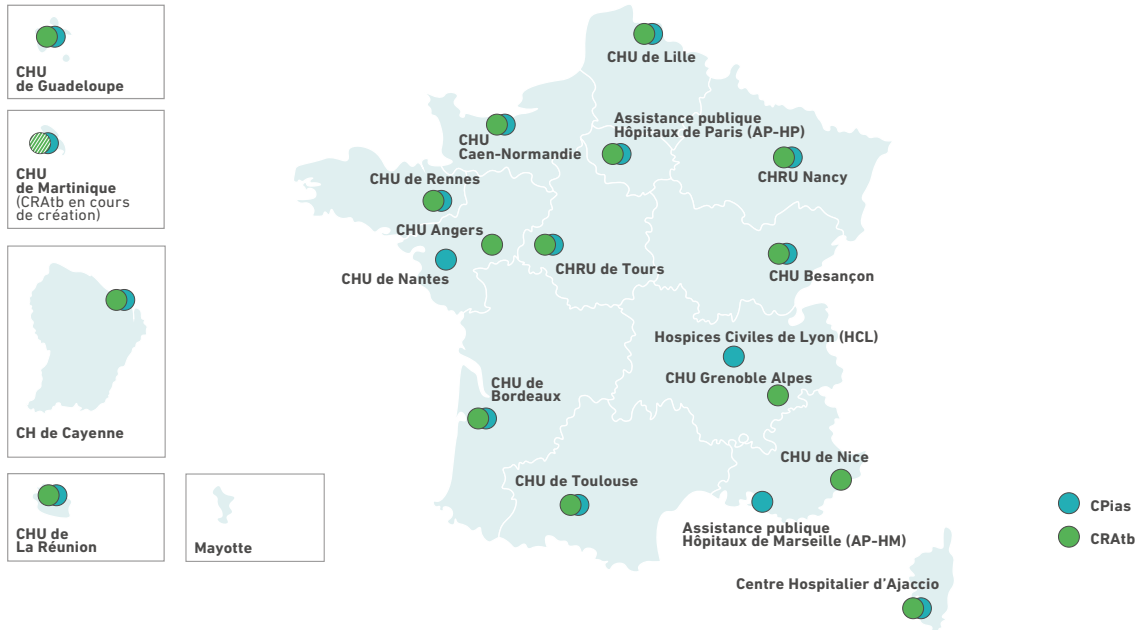 CHU
de Guadeloupe
CHU
de Martinique
(CRAtb en cours
de création)
CH de Cayenne
CHU de
La Réunion
Mayotte
CHU de Lille
Assistance publique
Hôpitaux de Paris (AP-HP)
CHU
Caen-Normandie
CHRU Nancy
CHU de Rennes
CHU Angers
CHU de Nantes
CHRU de Tours
CHU Besançon
Hospices Civiles de Lyon (HCL)
CHU Grenoble Alpes
CHU de
Bordeaux
CHU de Nice
CHU de Toulouse
Assistance publique
Hôpitaux de Marseille (AP-HM)
Centre Hospitalier d'Ajaccio
CPias
CRAtb